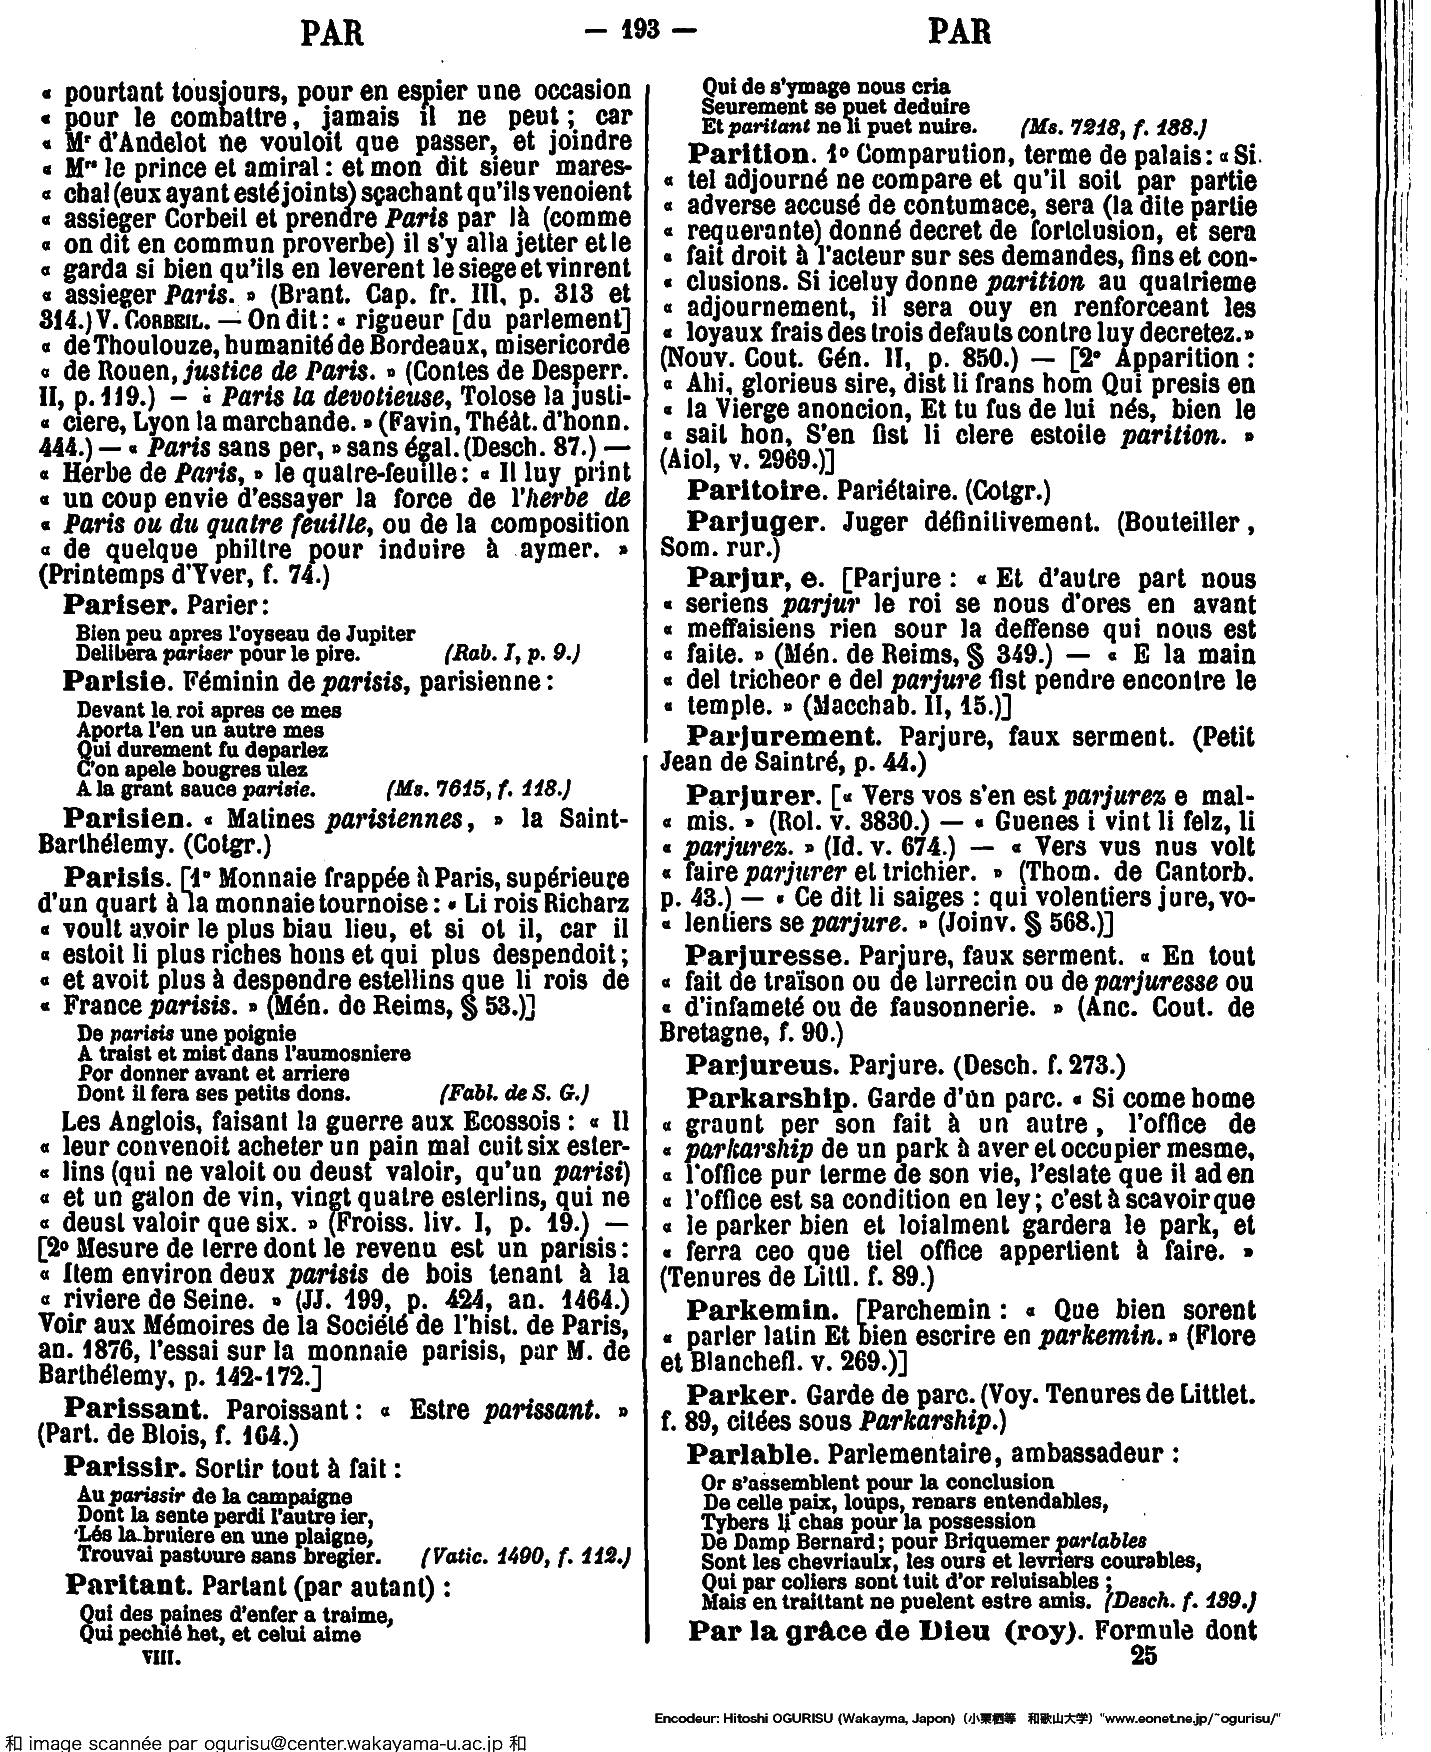 PAR — 193 — PAR
« pourtant tousjours, pour en espier une occasion
« pour le combattre, jamais il ne peut ; car
« Mr d'Andelot ne vouloit que passer, et joindre
« Mrs le prince et amiral : et mon dit sieur mares-
« chal (eux ayant esté joints) sçachant qu'ils venoient
« assieger Corbeil et prendre Paris par là (comme
« on dit en commun proverbe) il s'y alla jetter et le
« garda si bien qu'ils en leverent le siege et vinrent
« assieger Paris. » (Brant. Cap. fr. III, p. 313 et
314.) V. CORBEIL. — On dit : « rigueur [du parlement]
« de Thoulouze, humanité de Bordeaux, misericorde
« de Rouen, justice de Paris. » (Contes de Desperr.
II, p. 119.) — « Paris la devotieuse, Tolose la justi-
« ciere, Lyon la marchande. » (Favin, Théât. d'honn.
444.) — « Paris sans per, » sans égal. (Desch. 87.) —
« Herbe de Paris, » le quatre-feuille : « Il luy print
« un coup envie d'essayer la force de l'herbe de
« Paris ou du quatre feuille, ou de la composition
« de quelque philtre pour induire à aymer. »
(Printemps d'Yver, f. 74.)
Pariser. Parier :
Bien peu apres l'oyseau de Jupiter
Delibera pariser pour le pire. (Rab. I, p. 9.)
Parisie. Féminin de parisis, parisienne :
Devant le roi apres ce mes
Aporta l'en un autre mes
Qui durement fu deparlez
C'on apele bougres ulez
A la grant sauce parisie. (Ms. 7615, f. 118.)
Parisien. « Matines parisiennes, » la Saint-
Barthélemy. (Cotgr.)
Parisis. [1º Monnaie frappée à Paris, supérieure
d'un quart à la monnaie tournoise : « Li rois Richarz
« voult avoir le plus biau lieu, et si ot il, car il
« estoit li plus riches hons et qui plus despendoit ;
« et avoit plus à despendre estellins que li rois de
« France parisis. » (Mén. de Reims, § 53.)]
De parisis une poignie
A traist et mist dans l'aumosniere
Por donner avant et arriere
Dont il fera ses petits dons. (Fabl. de S. G.)
Les Anglois, faisant la guerre aux Ecossois : « Il
« leur convenoit acheter un pain mal cuit six ester-
« lins (qui ne valoit ou deust valoir, qu'un parisi)
« et un galon de vin, vingt quatre esterlins, qui ne
« deust valoir que six. » (Froiss. liv. I, p. 19.) —
[2º Mesure de terre dont le revenu est un parisis :
« Item environ deux parisis de bois tenant à la
« riviere de Seine. » (JJ. 199, p. 424, an. 1464.)
Voir aux Mémoires de la Société de l'hist. de Paris,
an. 1876, l'essai sur la monnaie parisis, par M. de
Barthélemy, p. 142-172.]
Parissant. Paroissant : « Estre parissant. »
(Part. de Blois, f. 164.)
Parissir. Sortir tout à fait :
Au parissir de la campaigne
Dont la sente perdi l'autre ier,
Lés la bruiere en une plaigne,
Trouvai pastoure sans bregier. (Vatic. 1490, f. 112.)
Paritant. Partant (par autant) :
Qui des paines d'enfer a traime,
Qui pechié het, et celui aime
VIII.
Qui de s'ymage nous cria
Seurement se puet deduire
Et paritant ne li puet nuire. (Ms. 7218, f. 188.)
Parition. 1º Comparution, terme de palais : « Si
« tel adjourné ne compare et qu'il soit par partie
« adverse accusé de contumace, sera (la dite partie
« requerante) donné decret de forclusion, et sera
« fait droit à l'acteur sur ses demandes, fins et con-
« clusions. Si iceluy donne parition au quatrieme
« adjournement, il sera ouy en renforceant les
« loyaux frais des trois defauts contre luy decretez. »
(Nouv. Cout. Gén. II, p. 850.) — [2º Apparition :
« Ahi, glorieus sire, dist li frans hom Qui presis en
« la Vierge anoncion, Et tu fus de lui nés, bien le
« sait hon, S'en fist li clere estoile parition. »
(Aiol, v. 2969.)]
Paritoire. Pariétaire. (Cotgr.)
Parjuger. Juger définitivement. (Bouteiller,
Som. rur.)
Parjur, e. [Parjure : « Et d'autre part nous
« seriens parjur le roi se nous d'ores en avant
« meffaisiens rien sour la deffense qui nous est
« faite. » (Mén. de Reims, § 349.) — « E la main
« del tricheor e del parjure fist pendre encontre le
« temple. » (Macchab. II, 15.)]
Parjurement. Parjure, faux serment. (Petit
Jean de Saintré, p. 44.)
Parjurer. [« Vers vos s'en est parjurez e mal-
« mis. » (Rol. v. 3830.) — « Guenes i vint li felz, li
« parjurez. » (Id. v. 674.) — « Vers vus nus volt
« faire parjurer et trichier. » (Thom. de Cantorb.
p. 43.) — « Ce dit li saiges : qui volentiers jure, vo-
« lentiers se parjure. » (Joinv. § 568.)]
Parjuresse. Parjure, faux serment. « En tout
« fait de traïson ou de larrecin ou de parjuresse ou
« d'infameté ou de fausonnerie. » (Anc. Cout. de
Bretagne, f. 90.)
Parjureus. Parjure. (Desch. f. 273.)
Parkarship. Garde d'un parc. « Si come home
« graunt per son fait à un autre, l'office de
« parkarship de un park à aver et occupier mesme,
« l'office pur terme de son vie, l'estate que il ad en
« l'office est sa condition en ley ; c'est à scavoir que
« le parker bien et loialment gardera le park, et
« ferra ceo que tiel office appertient à faire. »
(Tenures de Littl. f. 89.)
Parkemin. [Parchemin : « Que bien sorent
« parler latin Et bien escrire en parkemin. » (Flore
et Blanchefl. v. 269.)]
Parker. Garde de parc. (Voy. Tenures de Littlet.
f. 89, citées sous Parkarship.)
Parlable. Parlementaire, ambassadeur :
Or s'assemblent pour la conclusion
De celle paix, loups, renars entendables,
Tybers li chas pour la possession
De Damp Bernard ; pour Briquemer parlables
Sont les chevriaulx, les ours et levriers courables,
Qui par coliers sont tuit d'or reluisables ;
Mais en traittant ne puelent estre amis. (Desch. f. 139.)
Par la grâce de Dieu (roy). Formule dont
25
Encodeur: Hitoshi OGURISU (Wakayma, Japon) (小栗栖等 和歌山大学) "www.eonet.ne.jp/~ogurisu/"
和 image scannée par ogurisu@center.wakayama-u.ac.jp 和